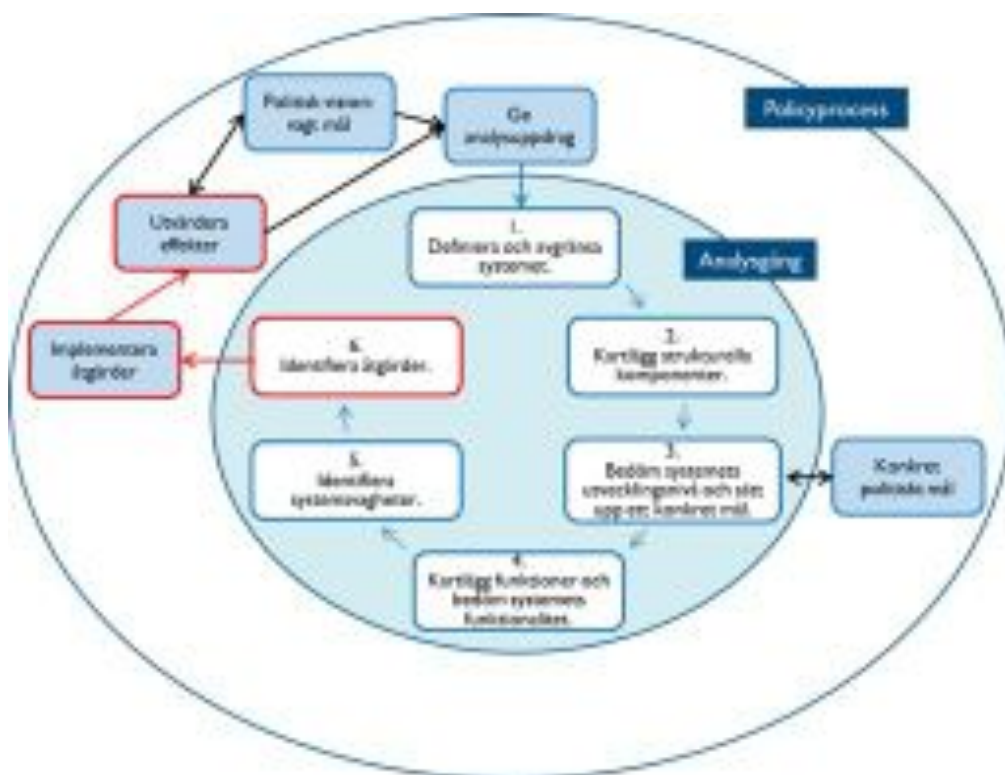 Policyprocess
Politisk vision:
vagt mål
Ge
analysuppdrag
Utvärdera
effekter
Implementera
åtgärder
Analysgång
1.
Definiera och avgränsa
systemet.
2.
Kartlägg strukturella
komponenter.
3.
Bedöm systemets
utvecklingsnivå och sätt
upp ett konkret mål.
Konkret
politiskt mål
4.
Kartlägg funktioner och
bedöm systemets
funktionalitet.
5.
Identifiera
systemsvagheter.
6.
Identifiera åtgärder.